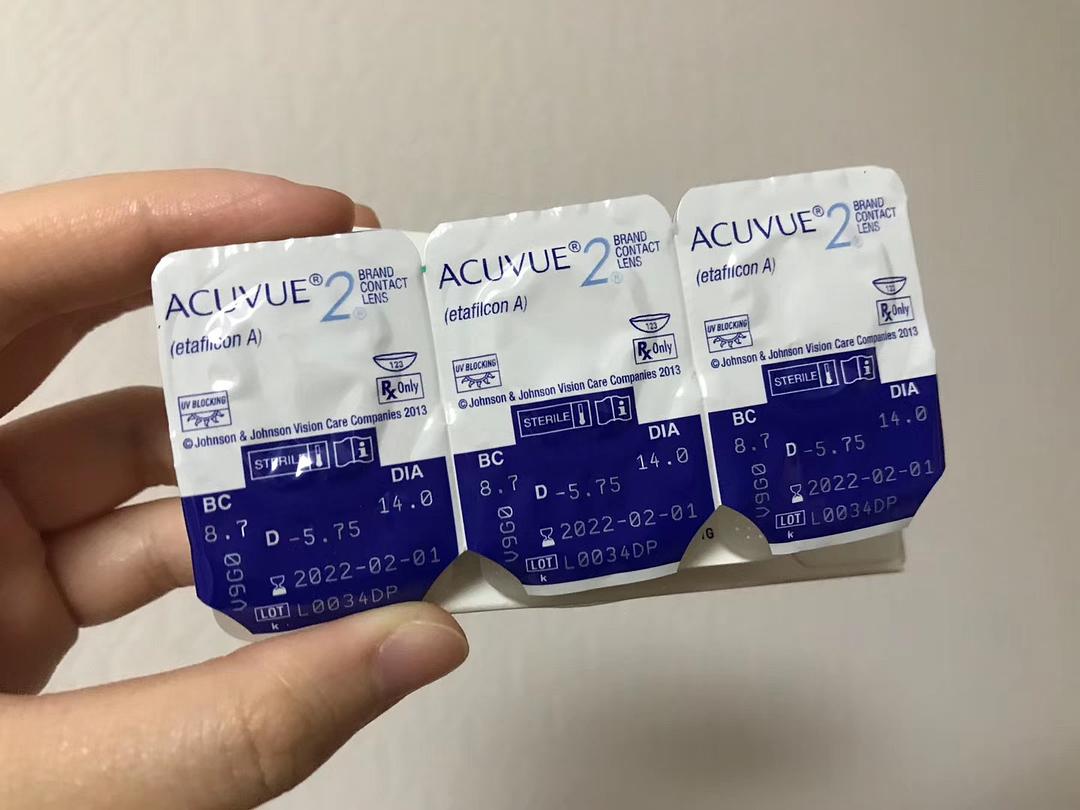 ACUVUE® 2® BRAND CONTACT LENS
(etafilcon A)
123
Rx Only
UV BLOCKING
© Johnson & Johnson Vision Care Companies 2013
STERILE i
BC DIA
8.7 D -5.75 14.0
V9G0
2022-02-01
LOT L0034DP
k
ACUVUE® 2® BRAND CONTACT LENS
(etafilcon A)
123
Rx Only
UV BLOCKING
© Johnson & Johnson Vision Care Companies 2013
STERILE i
BC DIA
8.7 D -5.75 14.0
V9G0
2022-02-01
LOT L0034DP
k
ACUVUE® 2® BRAND CONTACT LENS
(etafilcon A)
123
Rx Only
UV BLOCKING
© Johnson & Johnson Vision Care Companies 2013
STERILE i
BC DIA
8.7 D -5.75 14.0
V9G0
2022-02-01
LOT L0034DP
k